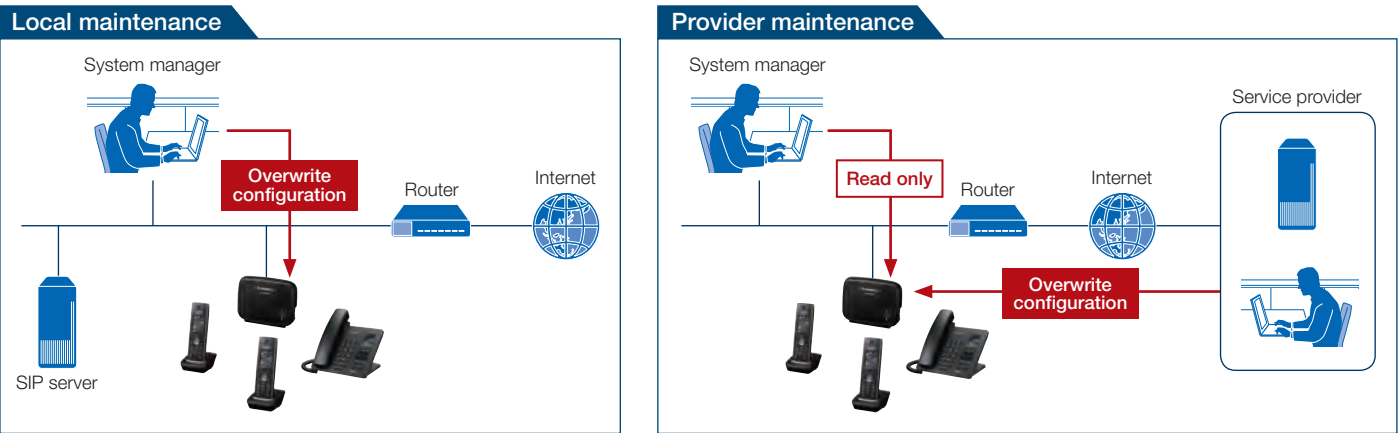 Local maintenance
System manager
Overwrite
configuration
Router
Internet
SIP server
Provider maintenance
System manager
Service provider
Read only
Router
Internet
Overwrite
configuration